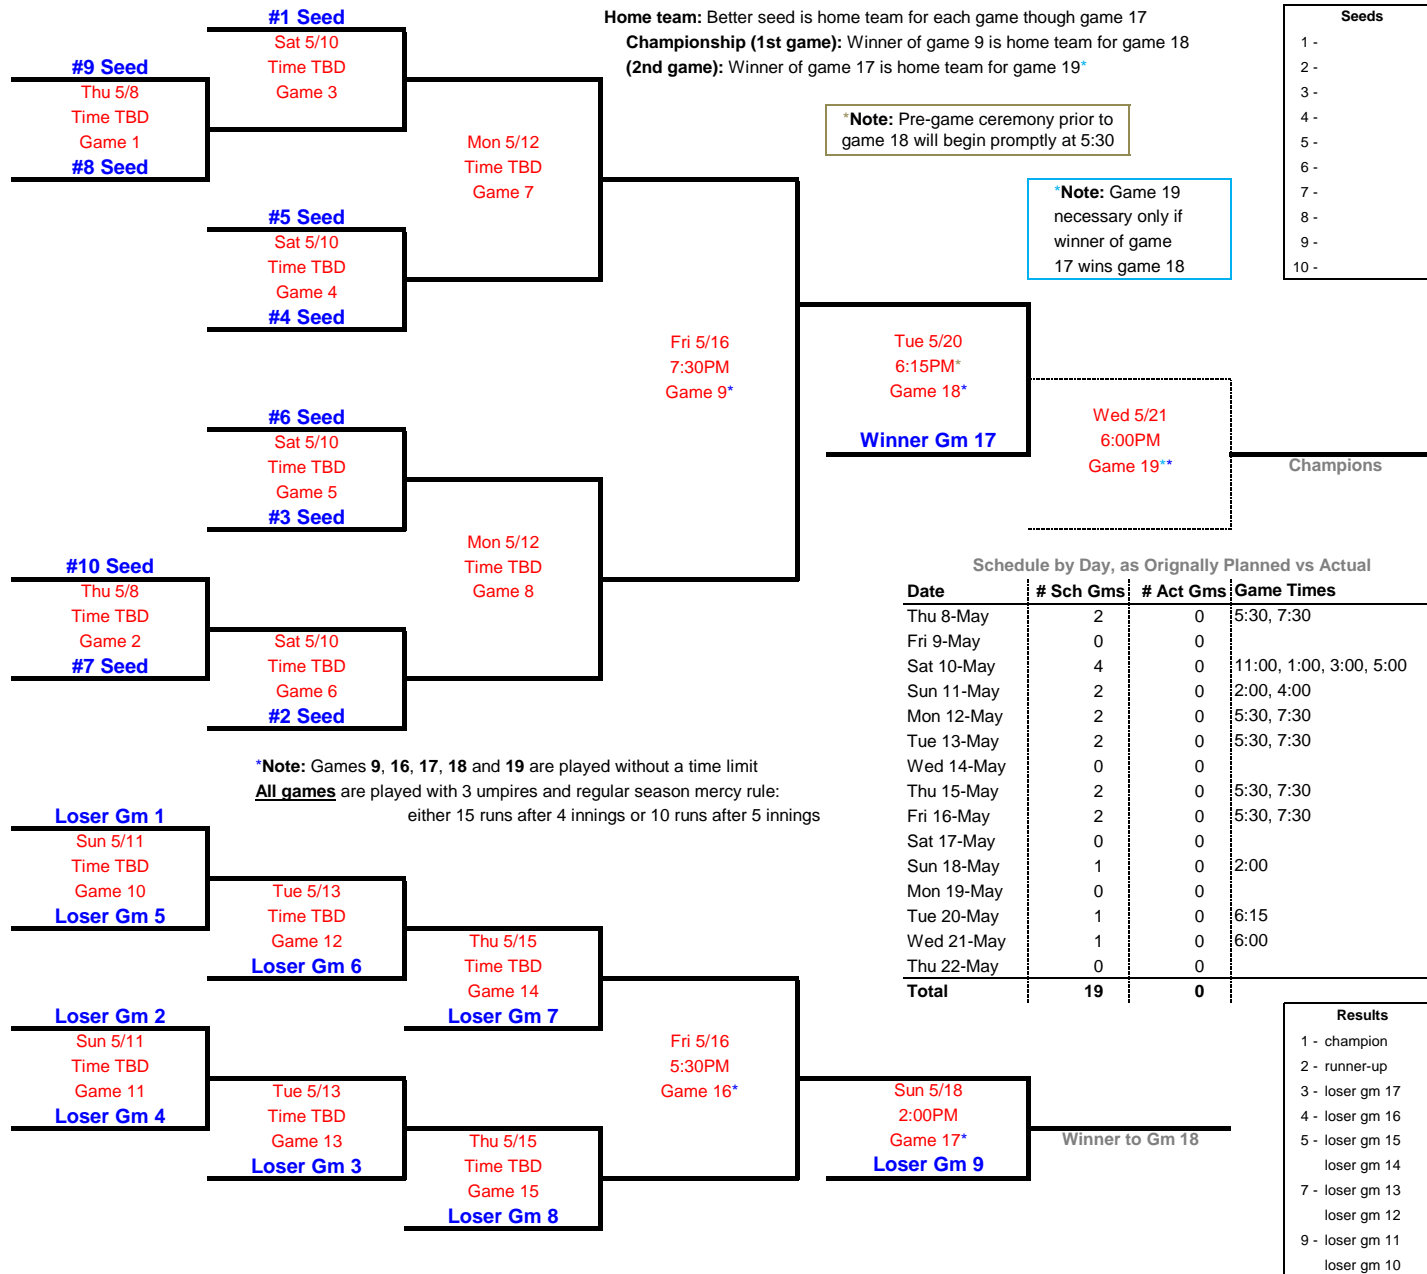 #1 Seed
Sat 5/10
Time TBD
Game 3
#9 Seed
Thu 5/8
Time TBD
Game 1
#8 Seed
Mon 5/12
Time TBD
Game 7
#5 Seed
Sat 5/10
Time TBD
Game 4
#4 Seed
Home team: Better seed is home team for each game though game 17
Championship (1st game): Winner of game 9 is home team for game 18
(2nd game): Winner of game 17 is home team for game 19*
*Note: Pre-game ceremony prior to
game 18 will begin promptly at 5:30
*Note: Game 19
necessary only if
winner of game
17 wins game 18
Seeds
1 -
2 -
3 -
4 -
5 -
6 -
7 -
8 -
9 -
10 -
Fri 5/16
7:30PM
Game 9*
Tue 5/20
6:15PM*
Game 18*
Winner Gm 17
Wed 5/21
6:00PM
Game 19**
Champions
#6 Seed
Sat 5/10
Time TBD
Game 5
#3 Seed
Mon 5/12
Time TBD
Game 8
#10 Seed
Thu 5/8
Time TBD
Game 2
#7 Seed
Sat 5/10
Time TBD
Game 6
#2 Seed
Schedule by Day, as Orignally Planned vs Actual
Date # Sch Gms # Act Gms Game Times
Thu 8-May 2 0 5:30, 7:30
Fri 9-May 0 0
Sat 10-May 4 0 11:00, 1:00, 3:00, 5:00
Sun 11-May 2 0 2:00, 4:00
Mon 12-May 2 0 5:30, 7:30
Tue 13-May 2 0 5:30, 7:30
Wed 14-May 0 0
Thu 15-May 2 0 5:30, 7:30
Fri 16-May 2 0 5:30, 7:30
Sat 17-May 0 0
Sun 18-May 1 0 2:00
Mon 19-May 0 0
Tue 20-May 1 0 6:15
Wed 21-May 1 0 6:00
Thu 22-May 0 0
Total 19 0
*Note: Games 9, 16, 17, 18 and 19 are played without a time limit
All games are played with 3 umpires and regular season mercy rule:
either 15 runs after 4 innings or 10 runs after 5 innings
Loser Gm 1
Sun 5/11
Time TBD
Game 10
Loser Gm 5
Tue 5/13
Time TBD
Game 12
Loser Gm 6
Thu 5/15
Time TBD
Game 14
Loser Gm 7
Loser Gm 2
Sun 5/11
Time TBD
Game 11
Loser Gm 4
Tue 5/13
Time TBD
Game 13
Loser Gm 3
Thu 5/15
Time TBD
Game 15
Loser Gm 8
Fri 5/16
5:30PM
Game 16*
Sun 5/18
2:00PM
Game 17*
Loser Gm 9
Winner to Gm 18
Results
1 - champion
2 - runner-up
3 - loser gm 17
4 - loser gm 16
5 - loser gm 15
loser gm 14
7 - loser gm 13
loser gm 12
9 - loser gm 11
loser gm 10